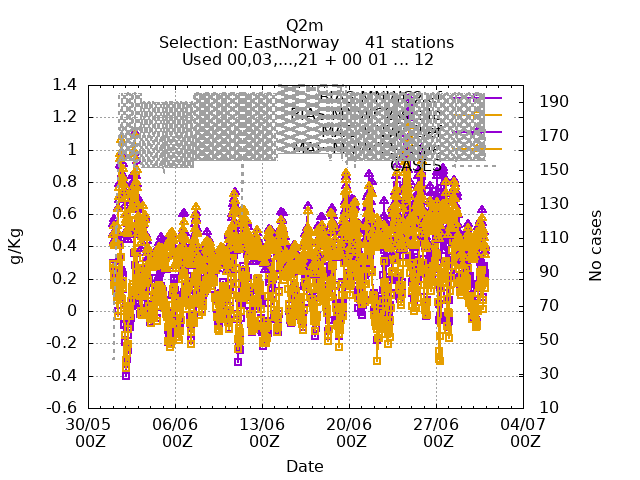 Q2m
Selection: EastNorway 41 stations
Used 00,03,...,21 + 00 01 ... 12
1.4
1.2
1
0.8
0.6
0.4
0.2
0
-0.2
-0.4
-0.6
190
170
150
130
110
90
70
50
30
10
g/Kg
No cases
CASES
30/05 06/06 13/06 20/06 27/06 04/07
00Z 00Z 00Z 00Z 00Z 00Z
Date